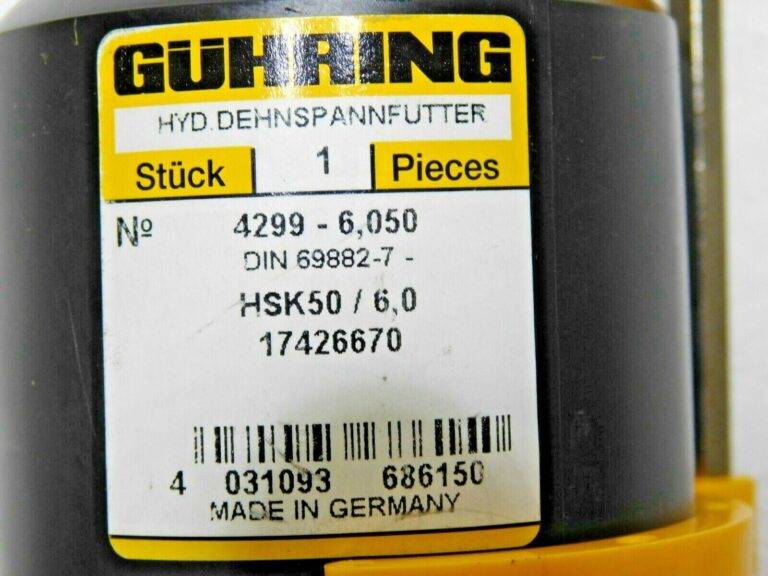 GÜHRING
HYD.DEHNSPANNFUTTER
Stück 1 Pieces
Nº 4299 - 6,050
DIN 69882-7 -
HSK50 / 6,0
17426670
4 031093 686150
MADE IN GERMANY